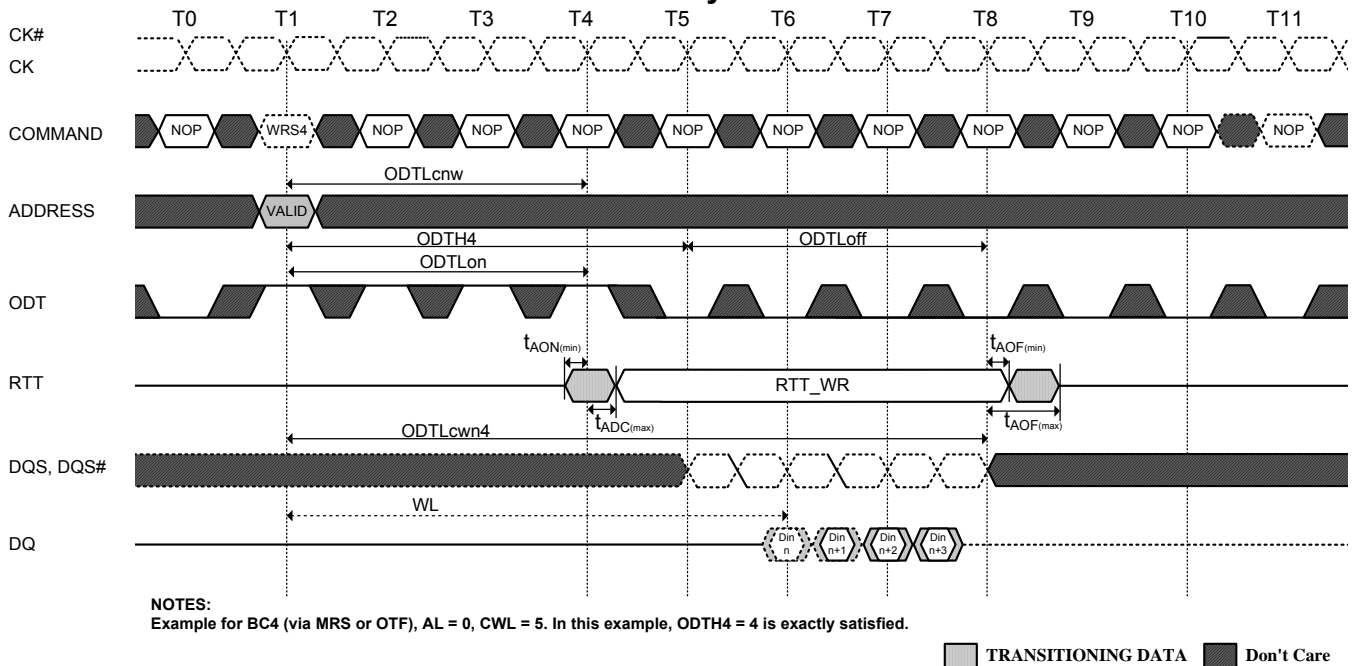 T0 T1 T2 T3 T4 T5 T6 T7 T8 T9 T10 T11
CK#
CK
COMMAND NOP WRS4 NOP NOP NOP NOP NOP NOP NOP NOP NOP NOP
ODTLcnw
ADDRESS VALID
ODTH4 ODTLoff
ODTLon
ODT
tAON(min) tAOF(min)
RTT RTT_WR
tADC(max) tAOF(max)
ODTLcwn4
DQS, DQS#
WL
DQ Din n Din n+1 Din n+2 Din n+3
NOTES:
Example for BC4 (via MRS or OTF), AL = 0, CWL = 5. In this example, ODTH4 = 4 is exactly satisfied.
TRANSITIONING DATA Don't Care